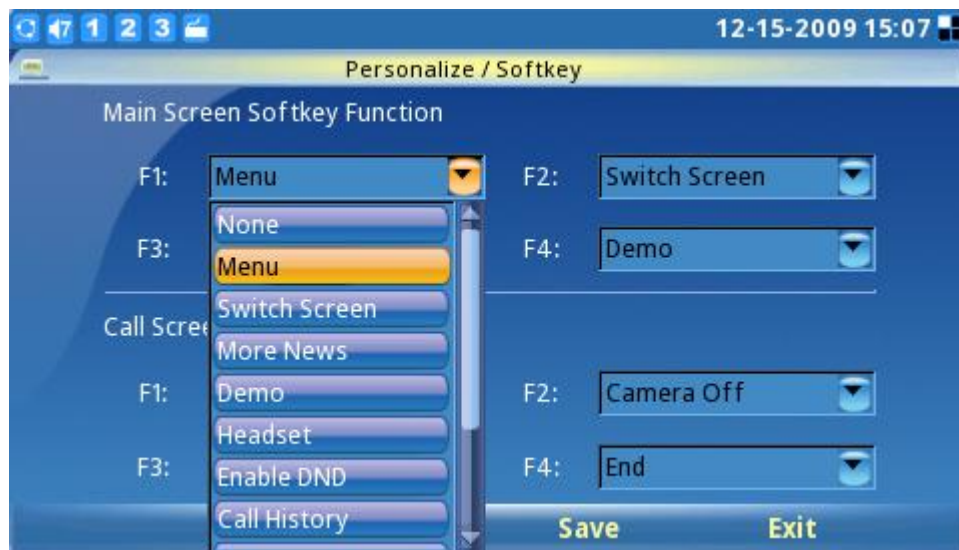 7 1 2 3 12-15-2009 15:07
Personalize / Softkey
Main Screen Softkey Function
F1: Menu F2: Switch Screen
None
F3: F4: Demo
Menu
Switch Screen
Call
More News
F1: Demo F2: Camera Off
Headset
F3: Enable DND F4: End
Call History
Save Exit